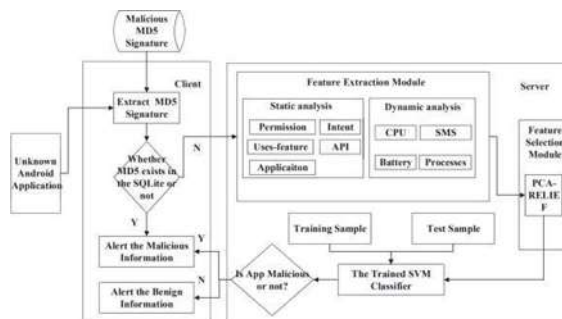 Malicious
MD5
Signature
Client
Extract MD5
Signature
Unknown
Android
Application
Whether
MD5 exists in
the SQLite or
not
N
Y
Alert the Malicious
Information
Alert the Benign
Information
Y
N
Is App Malicious
or not?
Server
Feature Extraction Module
Static analysis
Permission
Intent
Uses-feature
API
Applicaiton
Dynamic analysis
CPU
SMS
Battery
Processes
Feature
Selection
Module
PCA-
RELIE
F
Training Sample
Test Sample
The Trained SVM
Classifier